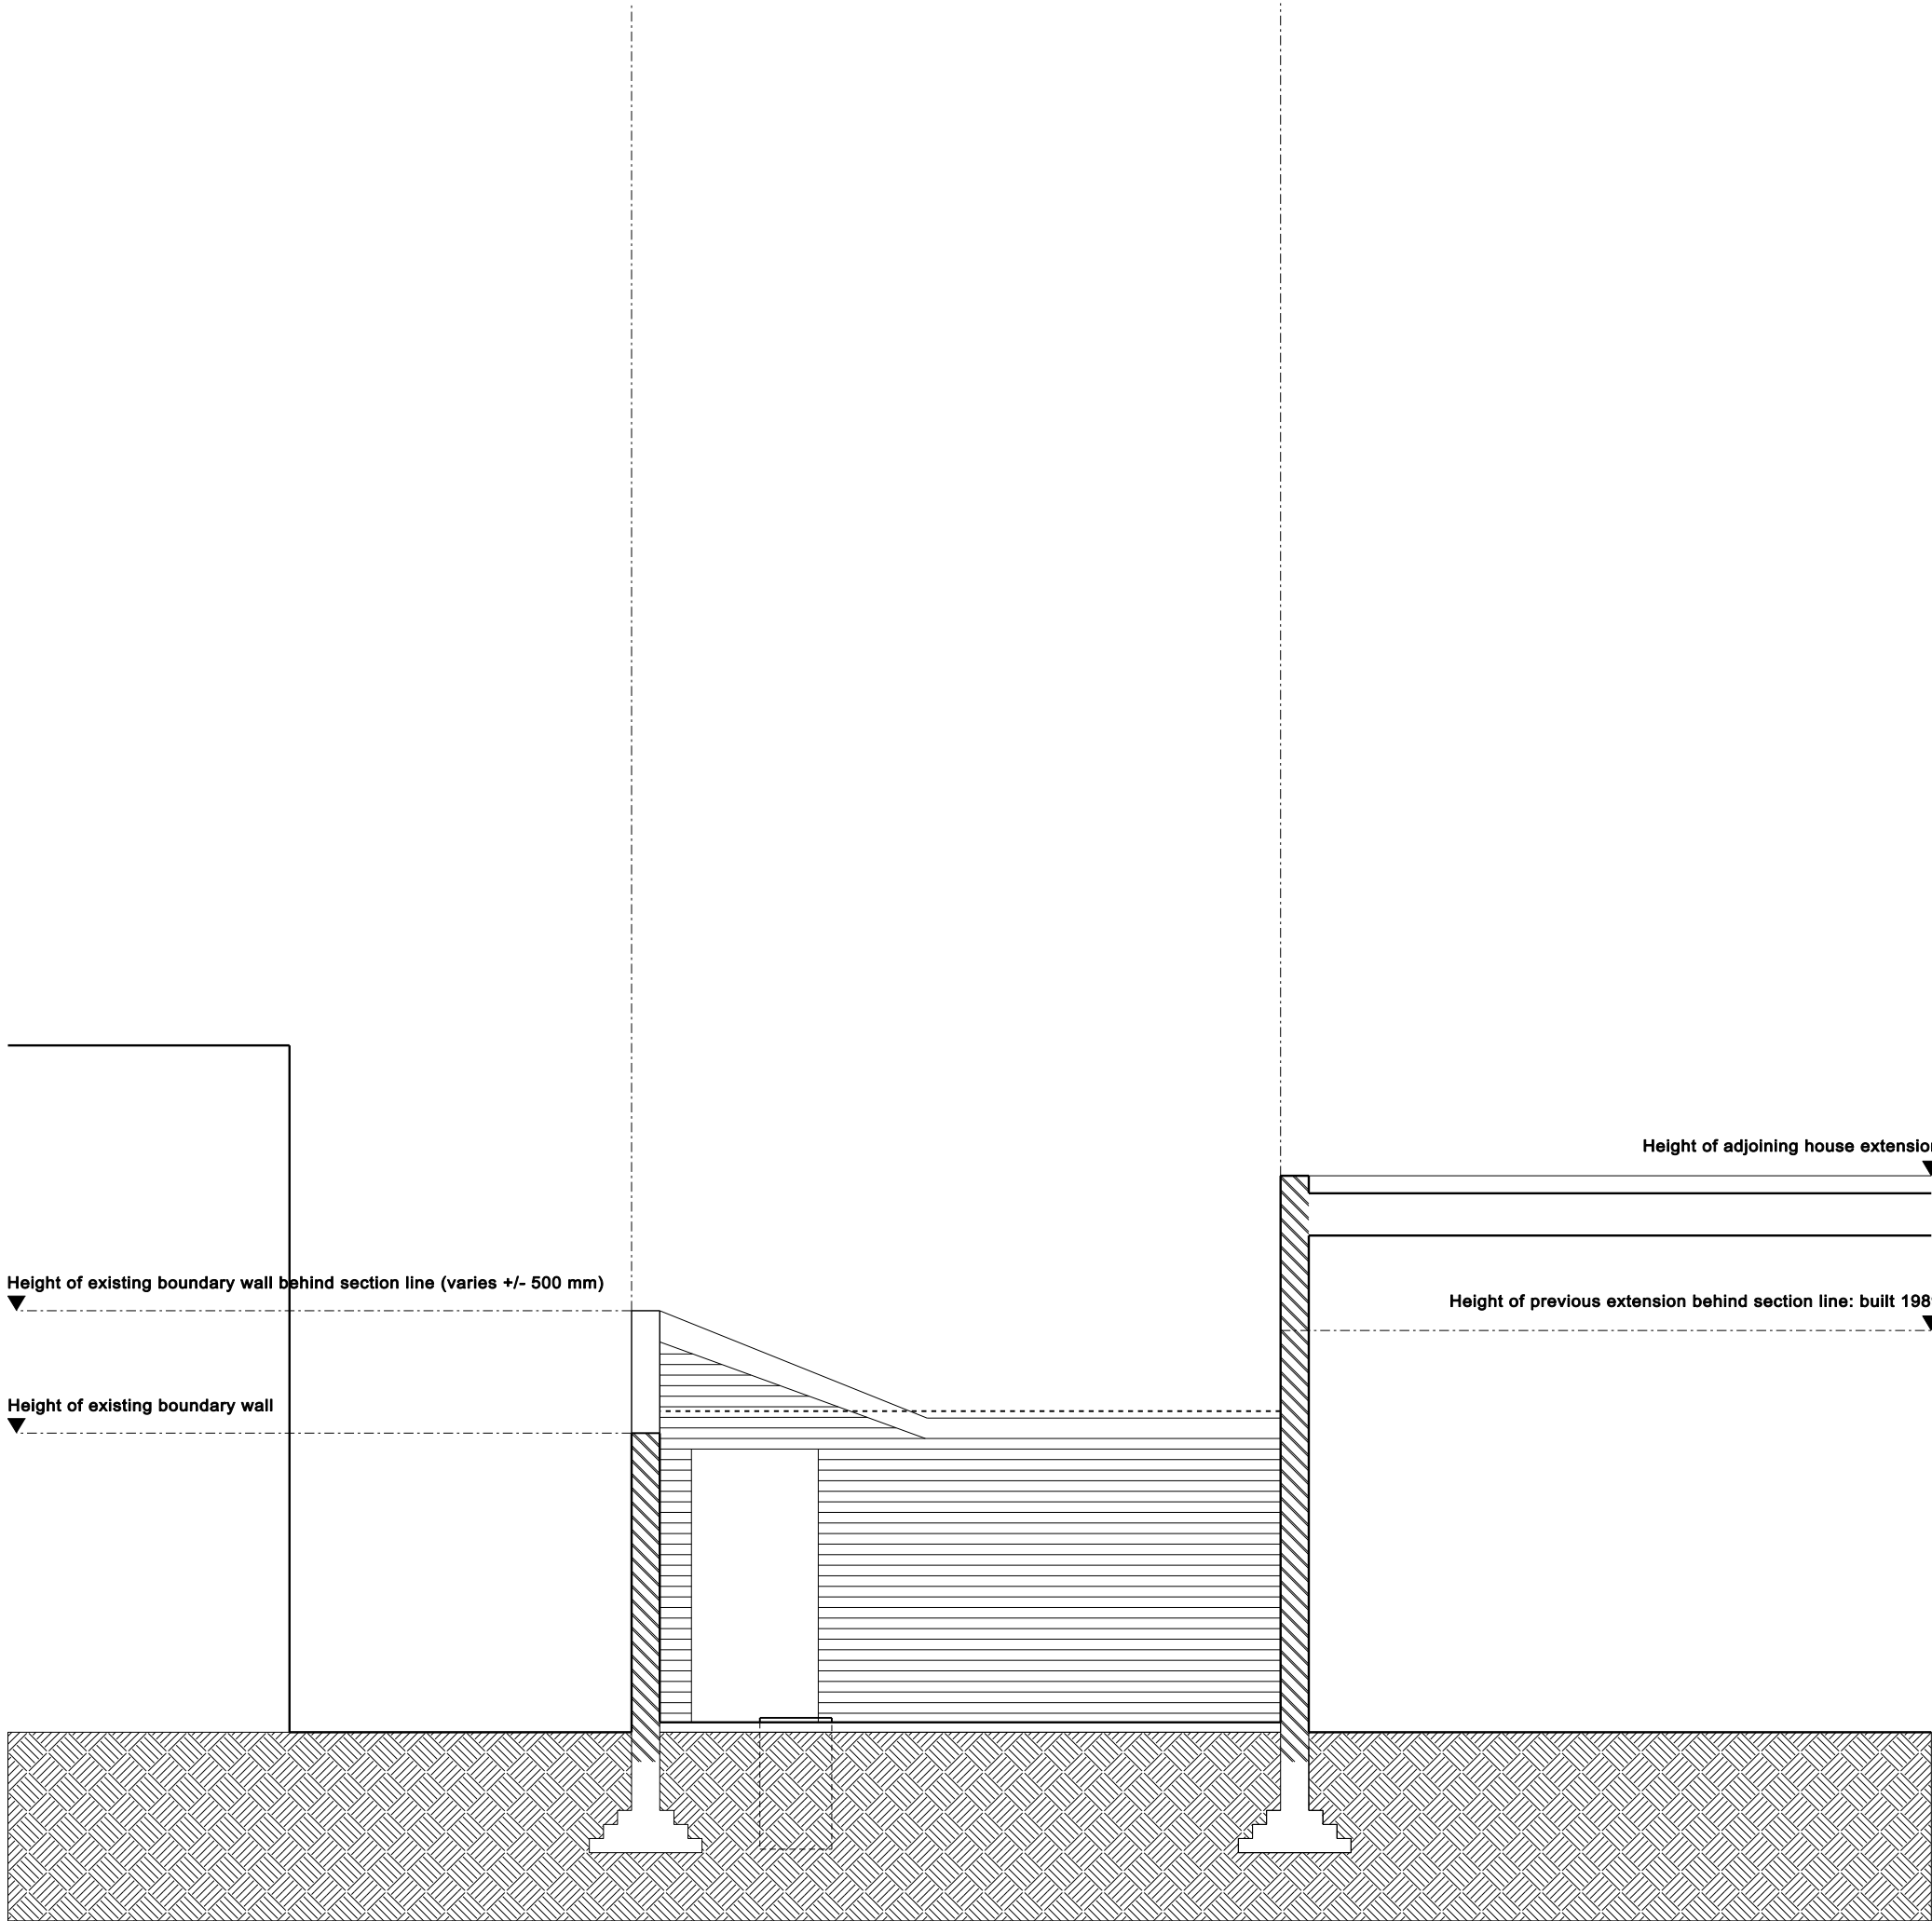 Height of adjoining house extension
Height of existing boundary wall behind section line (varies +/- 500 mm)
Height of previous extension behind section line: built 198
Height of existing boundary wall